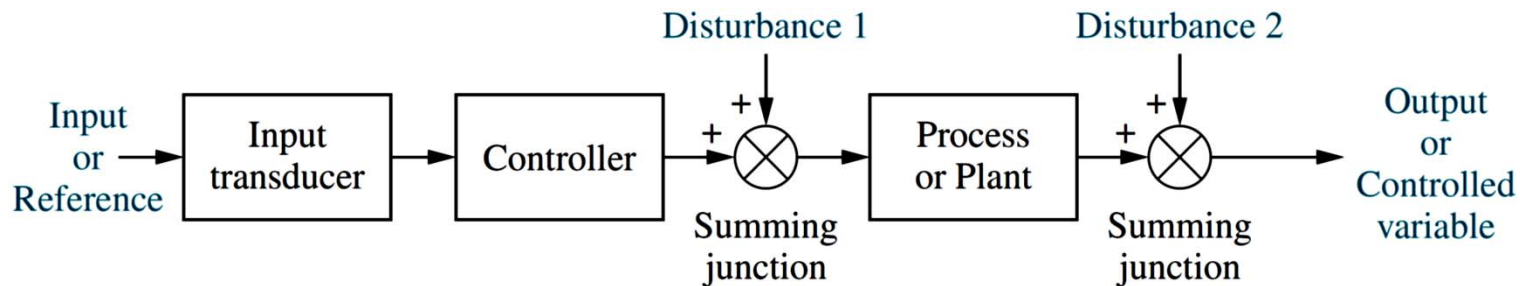 Disturbance 1
Disturbance 2
Input
or
Reference
Input
transducer
Controller
+
+
Summing
junction
Process
or Plant
+
+
Summing
junction
Output
or
Controlled
variable